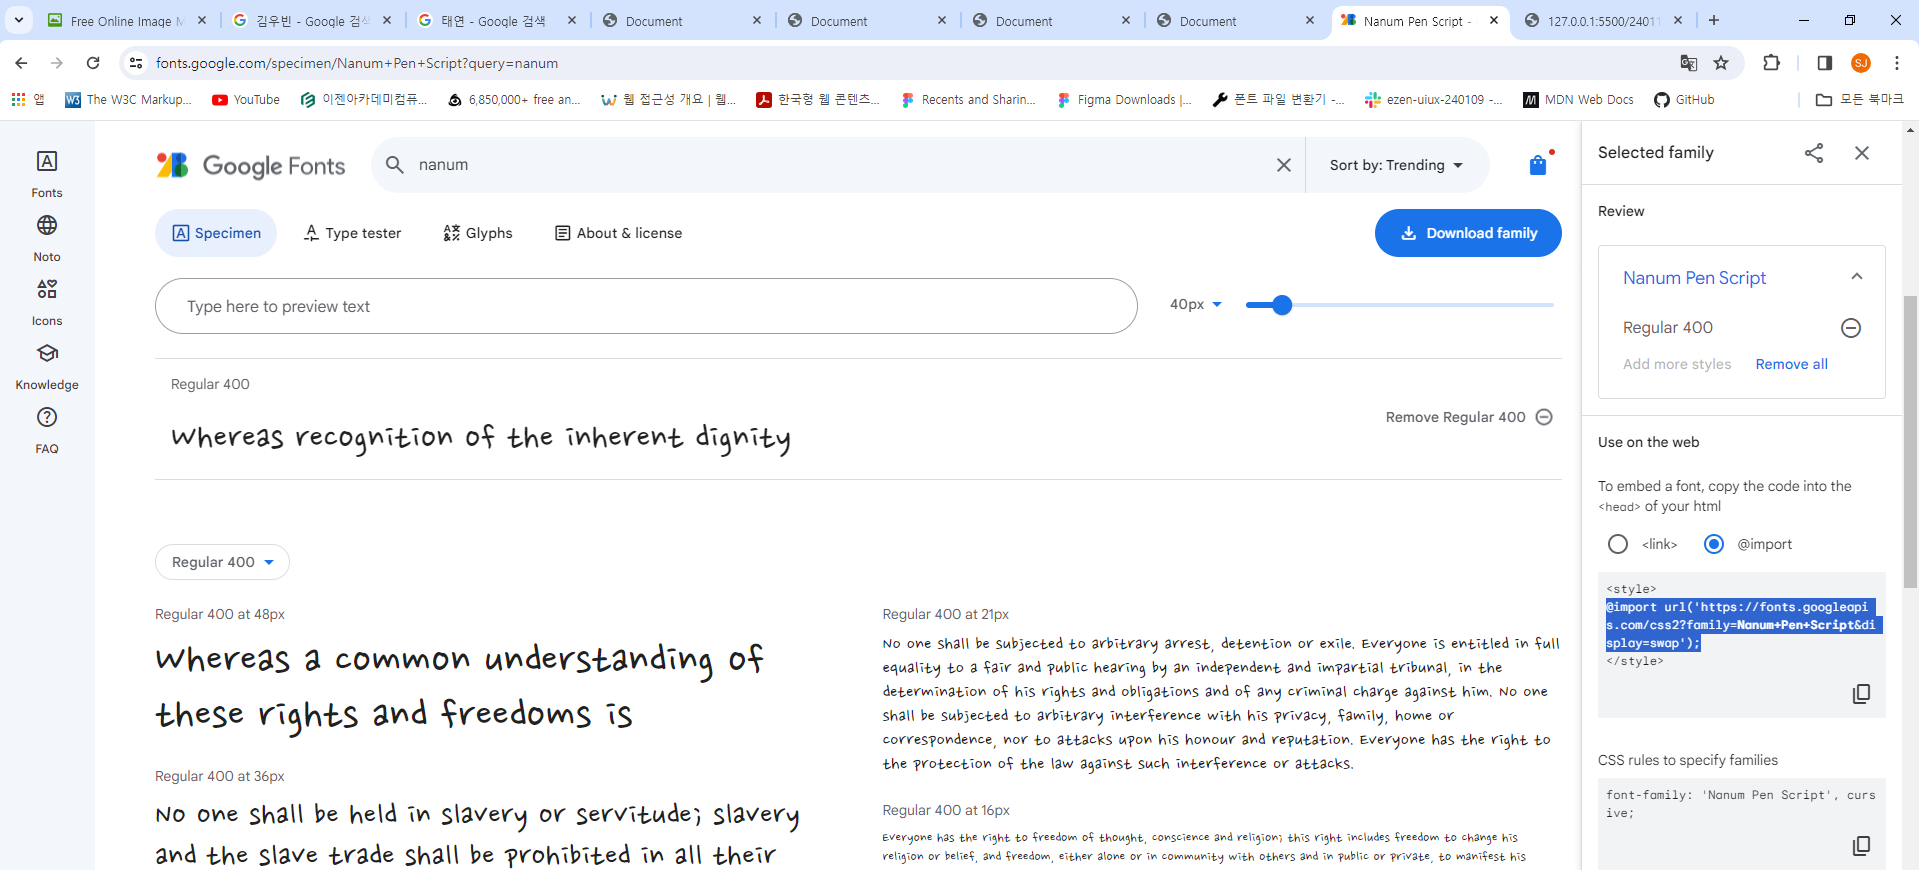 Free Online Image M
김우빈 - Google 검색
태연 - Google 검색
Document
Document
Document
Document
Nanum Pen Script -
127.0.0.1:5500/2401
fonts.google.com/specimen/Nanum+Pen+Script?query=nanum
SJ
앱
The W3C Markup...
YouTube
이젠아카데미컴퓨...
6,850,000+ free an...
웹 접근성 개요 | 웹...
한국형 웹 콘텐츠...
Recents and Sharin...
Figma Downloads |...
폰트 파일 변환기 -...
ezen-uiux-240109 -...
MDN Web Docs
GitHub
모든 북마크
Fonts
Noto
Icons
Knowledge
FAQ
Google Fonts
nanum
Sort by: Trending
Specimen
Type tester
Glyphs
About & license
Download family
Type here to preview text
40px
Regular 400
Whereas recognition of the inherent dignity
Remove Regular 400
Regular 400
Regular 400 at 48px
Whereas a common understanding of
these rights and freedoms is
Regular 400 at 36px
No one shall be held in slavery or servitude; slavery
and the slave trade shall be prohibited in all their
Regular 400 at 21px
No one shall be subjected to arbitrary arrest, detention or exile. Everyone is entitled in full
equality to a fair and public hearing by an independent and impartial tribunal, in the
determination of his rights and obligations and of any criminal charge against him. No one
shall be subjected to arbitrary interference with his privacy, family, home or
correspondence, nor to attacks upon his honour and reputation. Everyone has the right to
the protection of the law against such interference or attacks.
Regular 400 at 16px
Everyone has the right to freedom of thought, conscience and religion; this right includes freedom to change his
religion or belief, and freedom, either alone or in community with others and in public or private, to manifest his
Selected family
Review
Nanum Pen Script
Regular 400
Add more styles
Remove all
Use on the web
To embed a font, copy the code into the
<head> of your html
<link>
@import
<style>
@import url('https://fonts.googleapi
s.com/css2?family=Nanum+Pen+Script&di
splay=swap');
</style>
CSS rules to specify families
font-family: 'Nanum Pen Script', curs
ive;